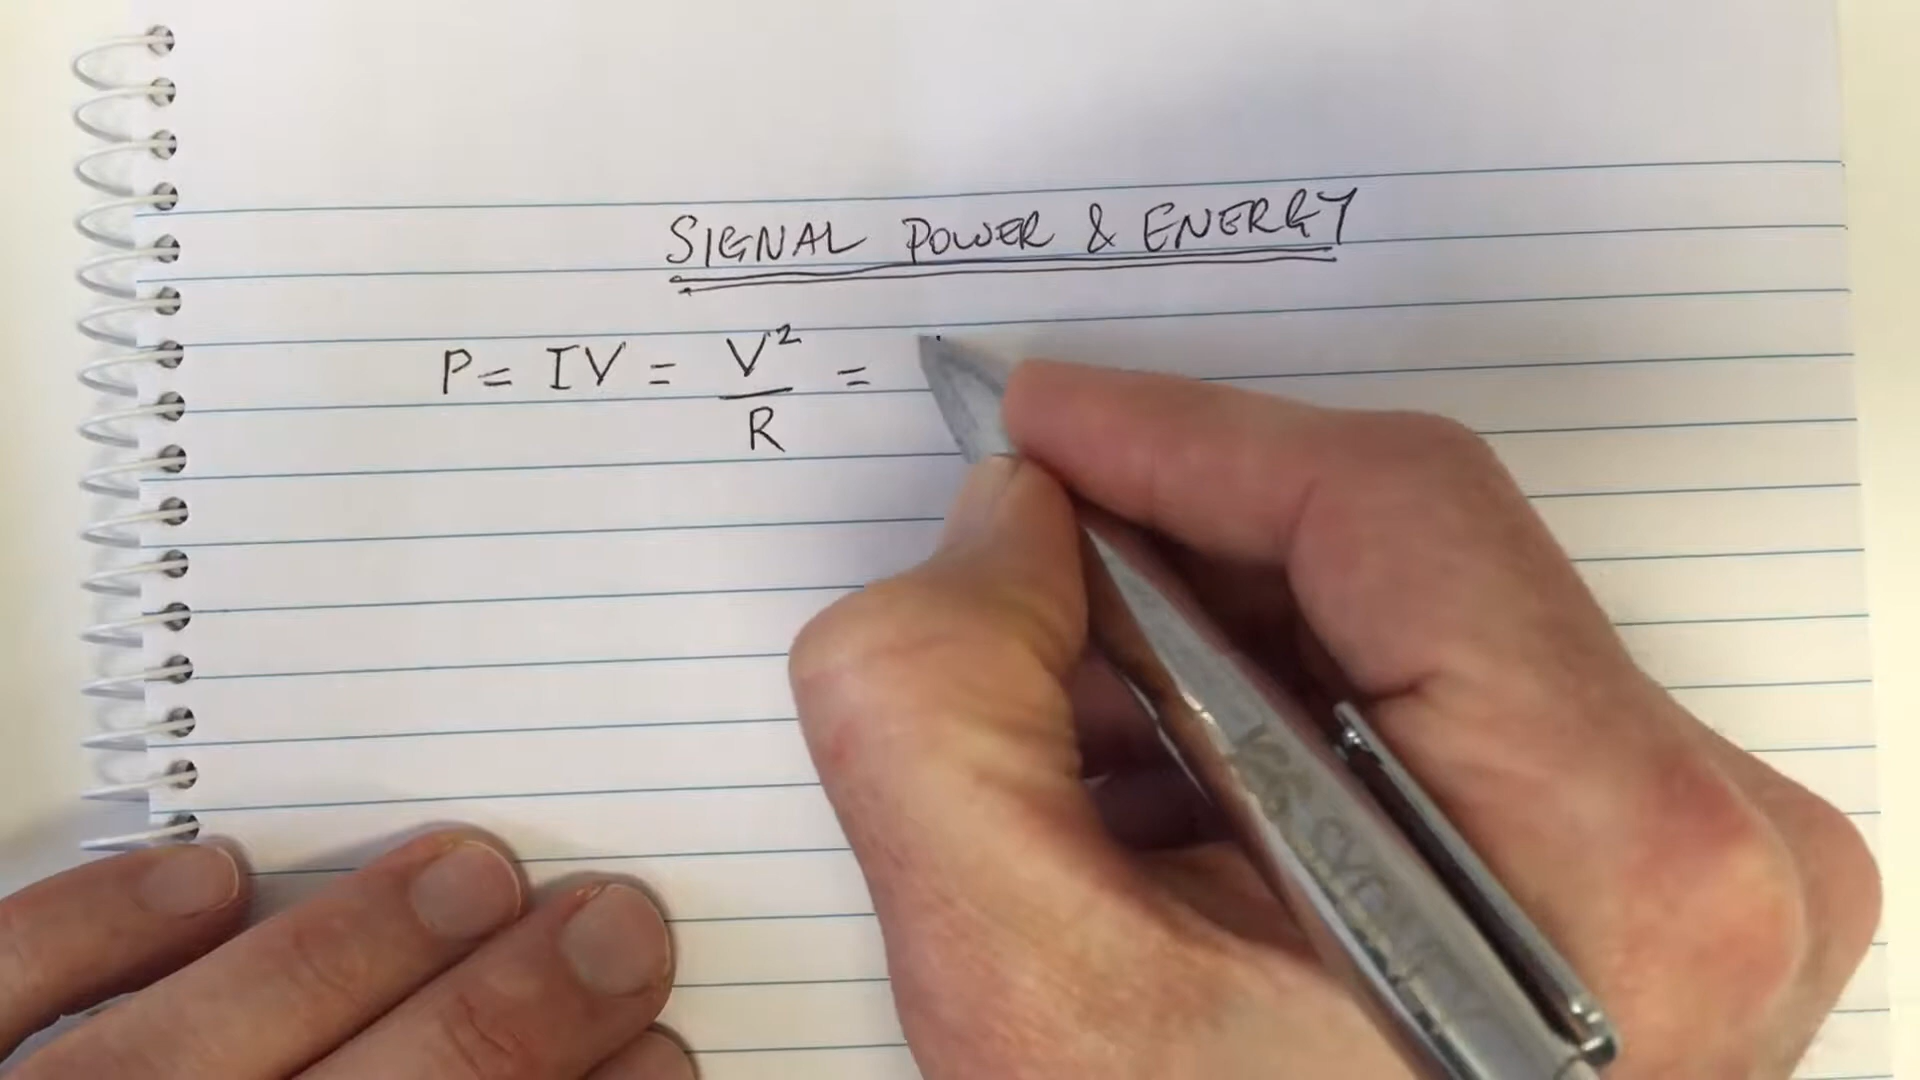 SIGNAL POWER & ENERGY
P = IV = V² / R =